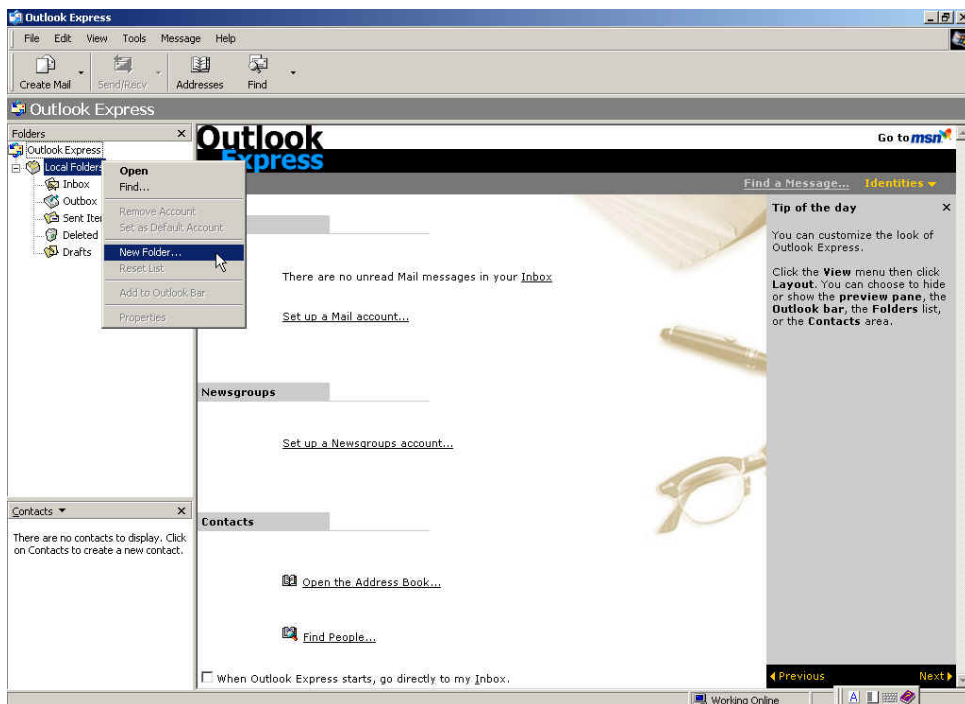 Outlook Express
File Edit View Tools Message Help
Create Mail Send/Recv Addresses Find
Outlook Express
Folders
Outlook Express
Local Folders
Inbox
Outbox
Sent Iter
Deleted
Drafts
Open
Find...
Remove Account
Set as Default Account
New Folder...
Reset List
Add to Outlook Bar
Properties
Contacts
There are no contacts to display. Click
on Contacts to create a new contact.
Outlook
Express
Go to msn
Find a Message... Identities
There are no unread Mail messages in your Inbox
Set up a Mail account...
Newsgroups
Set up a Newsgroups account...
Contacts
Open the Address Book...
Find People...
When Outlook Express starts, go directly to my Inbox.
Tip of the day
You can customize the look of
Outlook Express.
Click the View menu then click
Layout. You can choose to hide
or show the preview pane, the
Outlook bar, the Folders list,
or the Contacts area.
Previous Next
Working Online
A